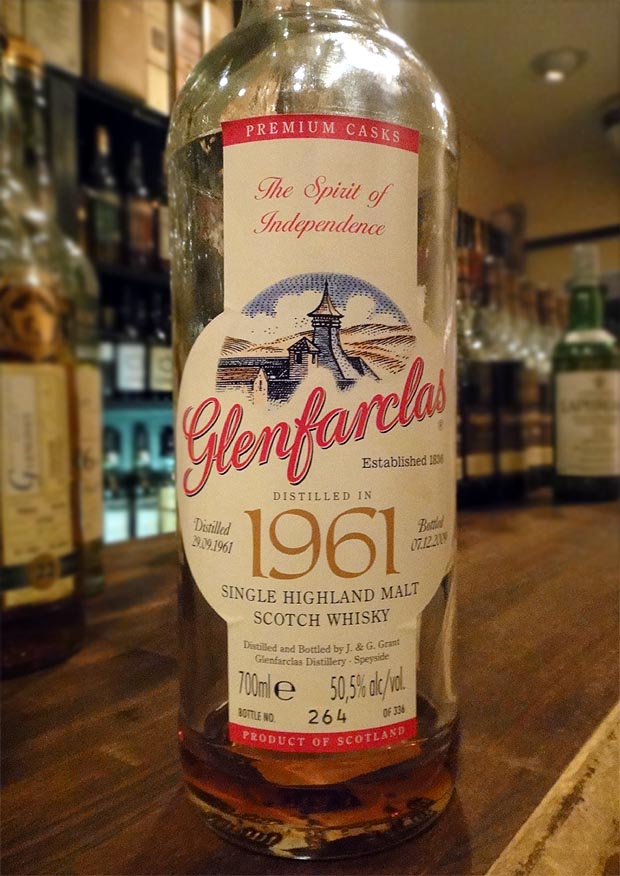 PREMIUM CASKS
The Spirit of
Independence
Glenfarclas
®
Established 1836
DISTILLED IN
1961
Distilled
29.09.1961
Bottled
07.12.2009
SINGLE HIGHLAND MALT
SCOTCH WHISKY
Distilled and Bottled by J. & G. Grant
Glenfarclas Distillery · Speyside
700ml e 50,5% alc/vol.
BOTTLE NO. 264 OF 336
PRODUCT OF SCOTLAND